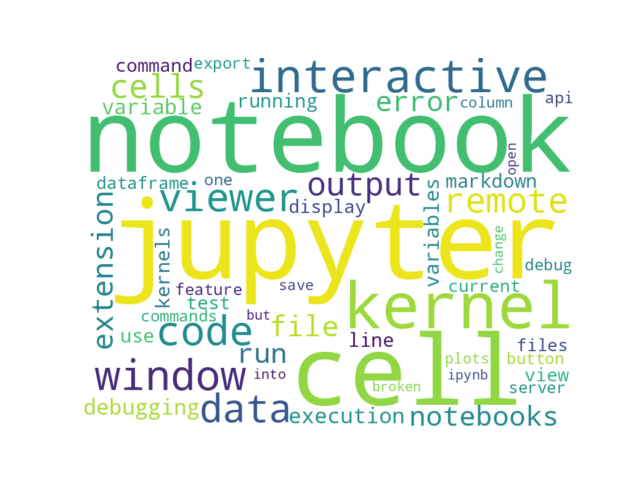 command
export
interactive
cells
variable
running
error
column
api
notebook
open
dataframe
one
viewer
output
display
variables
markdown
remote
jupyter
extension
kernels
feature
save
change
debug
current
kernel
test
commands
but
use
code
file
line
run
cell
files
plots
button
window
into
broken
ipynb
view
server
debugging
data
execution
notebooks